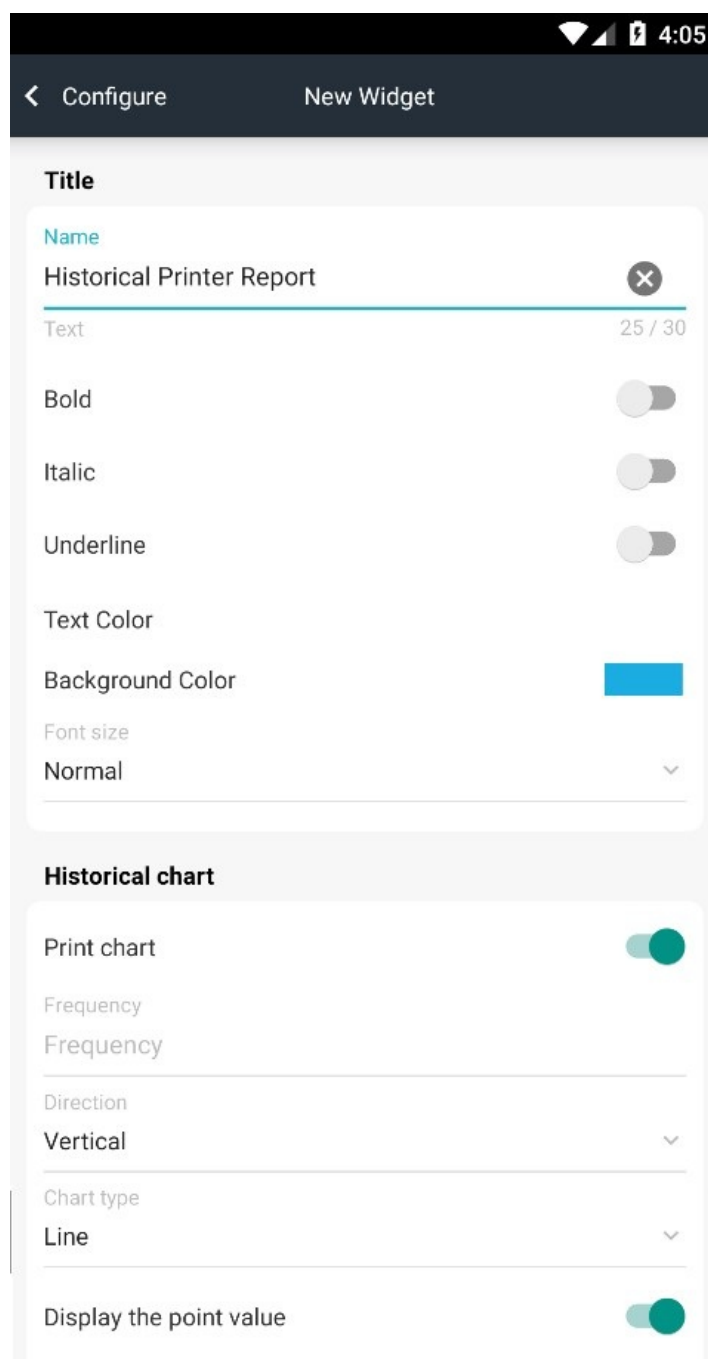 4:05
Configure New Widget
Title
Name
Historical Printer Report
Text 25 / 30
Bold
Italic
Underline
Text Color
Background Color
Font size
Normal
Historical chart
Print chart
Frequency
Frequency
Direction
Vertical
Chart type
Line
Display the point value